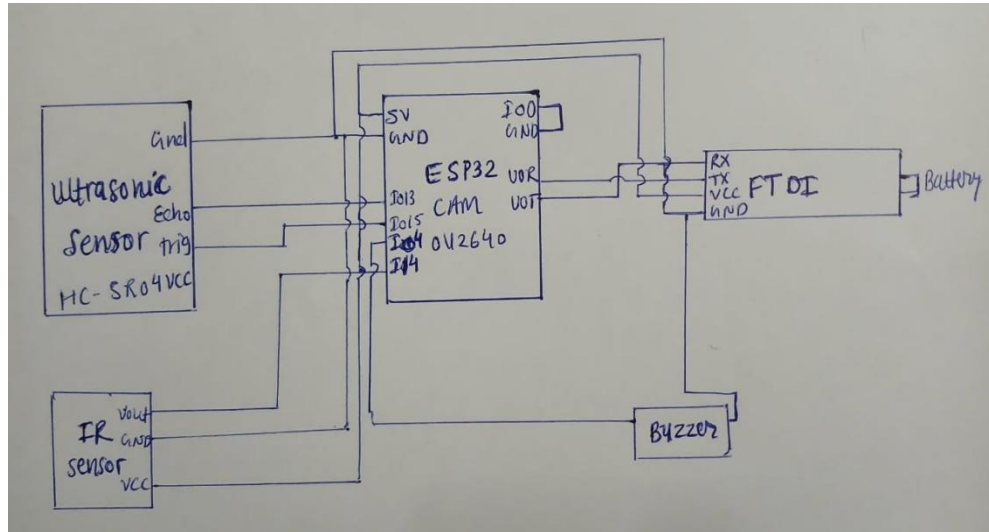 Gnd
Ultrasonic
Echo
Sensor
Trig
HC-SR04 VCC
5V
GND
IO0
GND
ESP32
UOR
CAM
UOT
IO13
IO15
OV2640
I14
RX
TX
VCC
GND
FTDI
Battery
Vout
IR
GND
Sensor
VCC
Buzzer